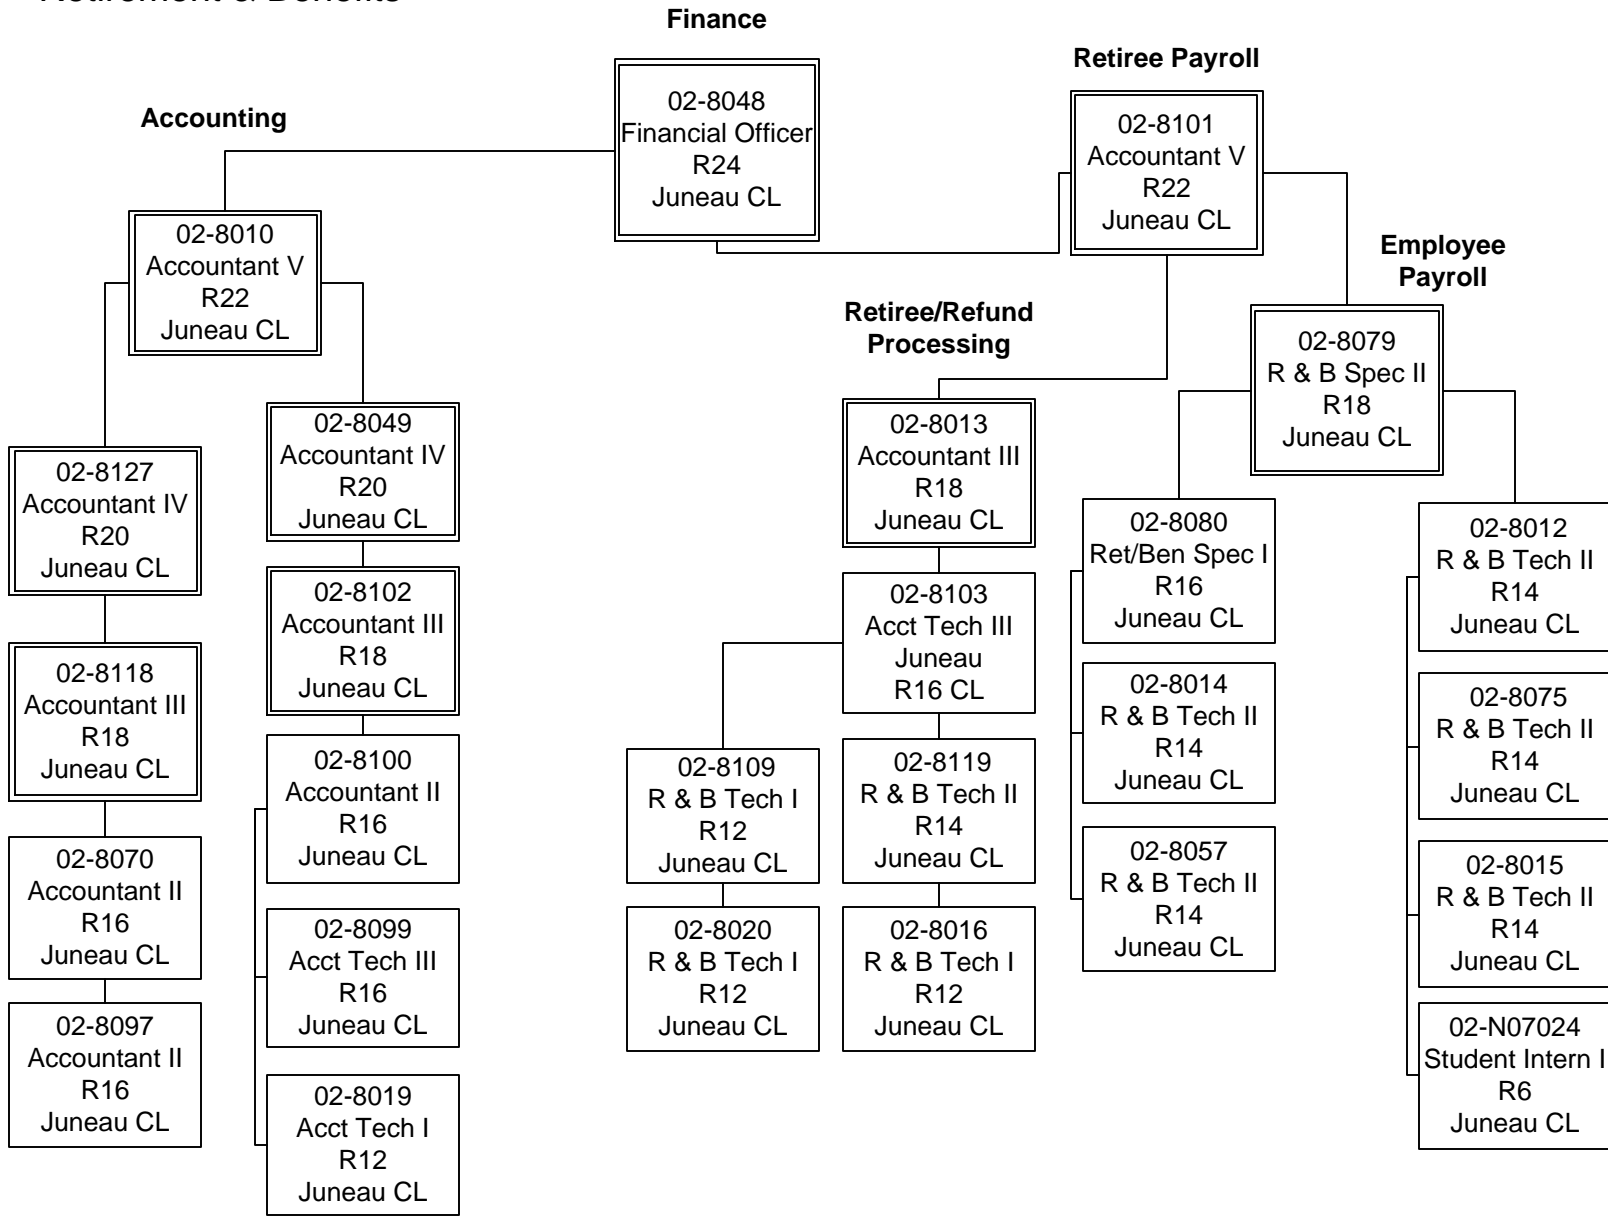 Retirement & Benefits
Finance
02-8048
Financial Officer
R24
Juneau CL
Retiree Payroll
02-8101
Accountant V
R22
Juneau CL
Accounting
02-8010
Accountant V
R22
Juneau CL
Employee
Payroll
02-8079
R & B Spec II
R18
Juneau CL
Retiree/Refund
Processing
02-8013
Accountant III
R18
Juneau CL
02-8127
Accountant IV
R20
Juneau CL
02-8118
Accountant III
R18
Juneau CL
02-8070
Accountant II
R16
Juneau CL
02-8097
Accountant II
R16
Juneau CL
02-8049
Accountant IV
R20
Juneau CL
02-8102
Accountant III
R18
Juneau CL
02-8100
Accountant II
R16
Juneau CL
02-8099
Acct Tech III
R16
Juneau CL
02-8019
Acct Tech I
R12
Juneau CL
02-8103
Acct Tech III
Juneau
R16 CL
02-8109
R & B Tech I
R12
Juneau CL
02-8020
R & B Tech I
R12
Juneau CL
02-8119
R & B Tech II
R14
Juneau CL
02-8016
R & B Tech I
R12
Juneau CL
02-8080
Ret/Ben Spec I
R16
Juneau CL
02-8014
R & B Tech II
R14
Juneau CL
02-8057
R & B Tech II
R14
Juneau CL
02-8012
R & B Tech II
R14
Juneau CL
02-8075
R & B Tech II
R14
Juneau CL
02-8015
R & B Tech II
R14
Juneau CL
02-N07024
Student Intern I
R6
Juneau CL